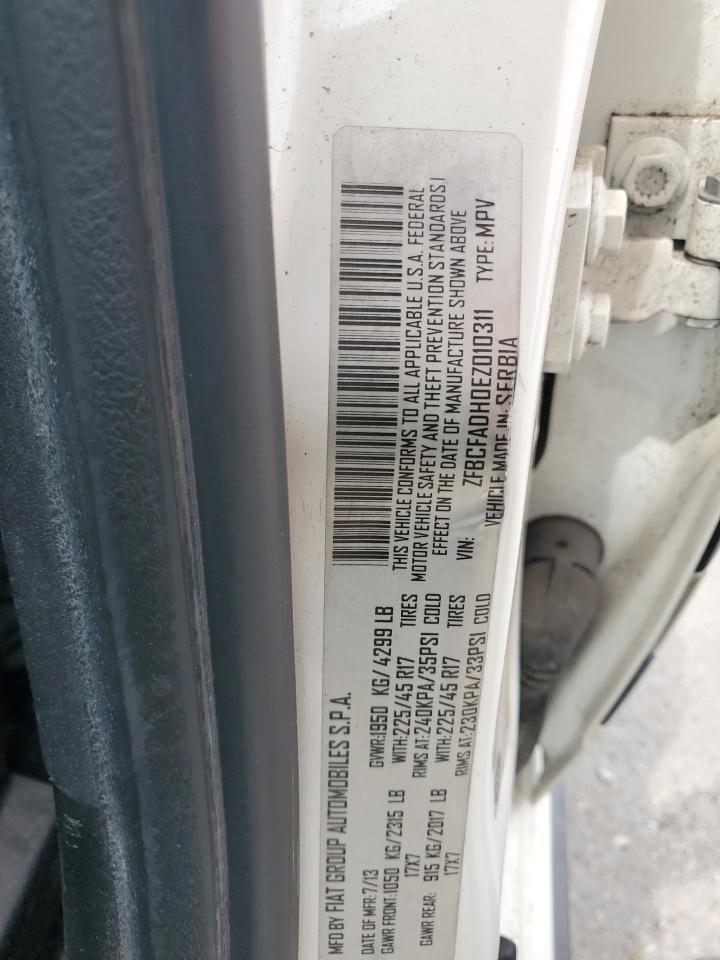 MFD BY FIAT GROUP AUTOMOBILES S.P.A.
DATE OF MFR: 7/13 GVWR:1950 KG/4299 LB
GAWR FRONT:1050 KG/2315 LB WITH:225/45 R17 TIRES
17X7 RIMS AT:240KPA/35PSI COLD
GAWR REAR: 915 KG/2017 LB WITH:225/45 R17 TIRES
17X7 RIMS AT:230KPA/33PSI COLD
THIS VEHICLE CONFORMS TO ALL APPLICABLE U.S.A. FEDERAL
MOTOR VEHICLE SAFETY AND THEFT PREVENTION STANDARDS I
EFFECT ON THE DATE OF MANUFACTURE SHOWN ABOVE
VIN: ZFBCFADH0EZ010311 TYPE: MPV
VEHICLE MADE IN: SERBIA